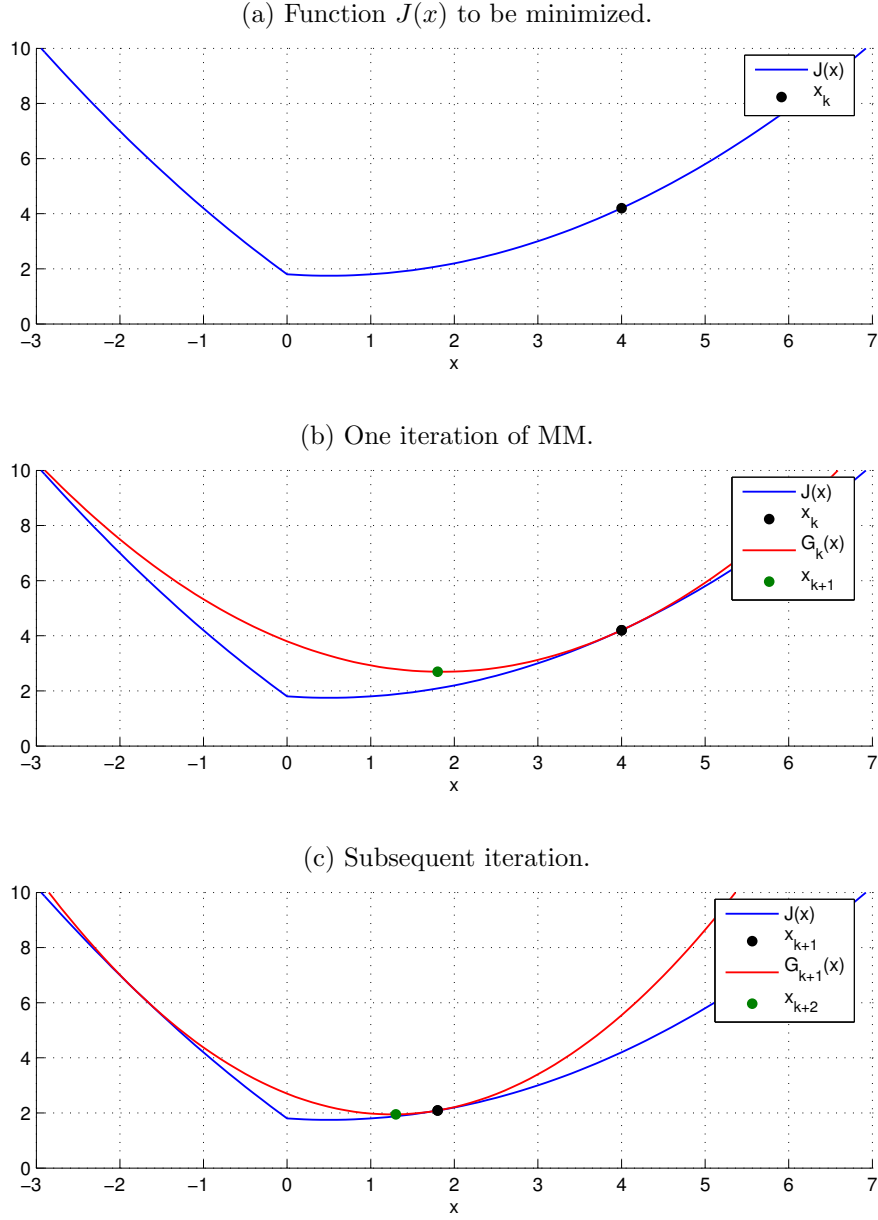 (a) Function J(x) to be minimized.
10
8
6
4
2
0
−3 −2 −1 0 1 2 3 4 5 6 7
x
J(x)
x_k
(b) One iteration of MM.
10
8
6
4
2
0
−3 −2 −1 0 1 2 3 4 5 6 7
x
J(x)
x_k
G_k(x)
x_{k+1}
(c) Subsequent iteration.
10
8
6
4
2
0
−3 −2 −1 0 1 2 3 4 5 6 7
x
J(x)
x_{k+1}
G_{k+1}(x)
x_{k+2}